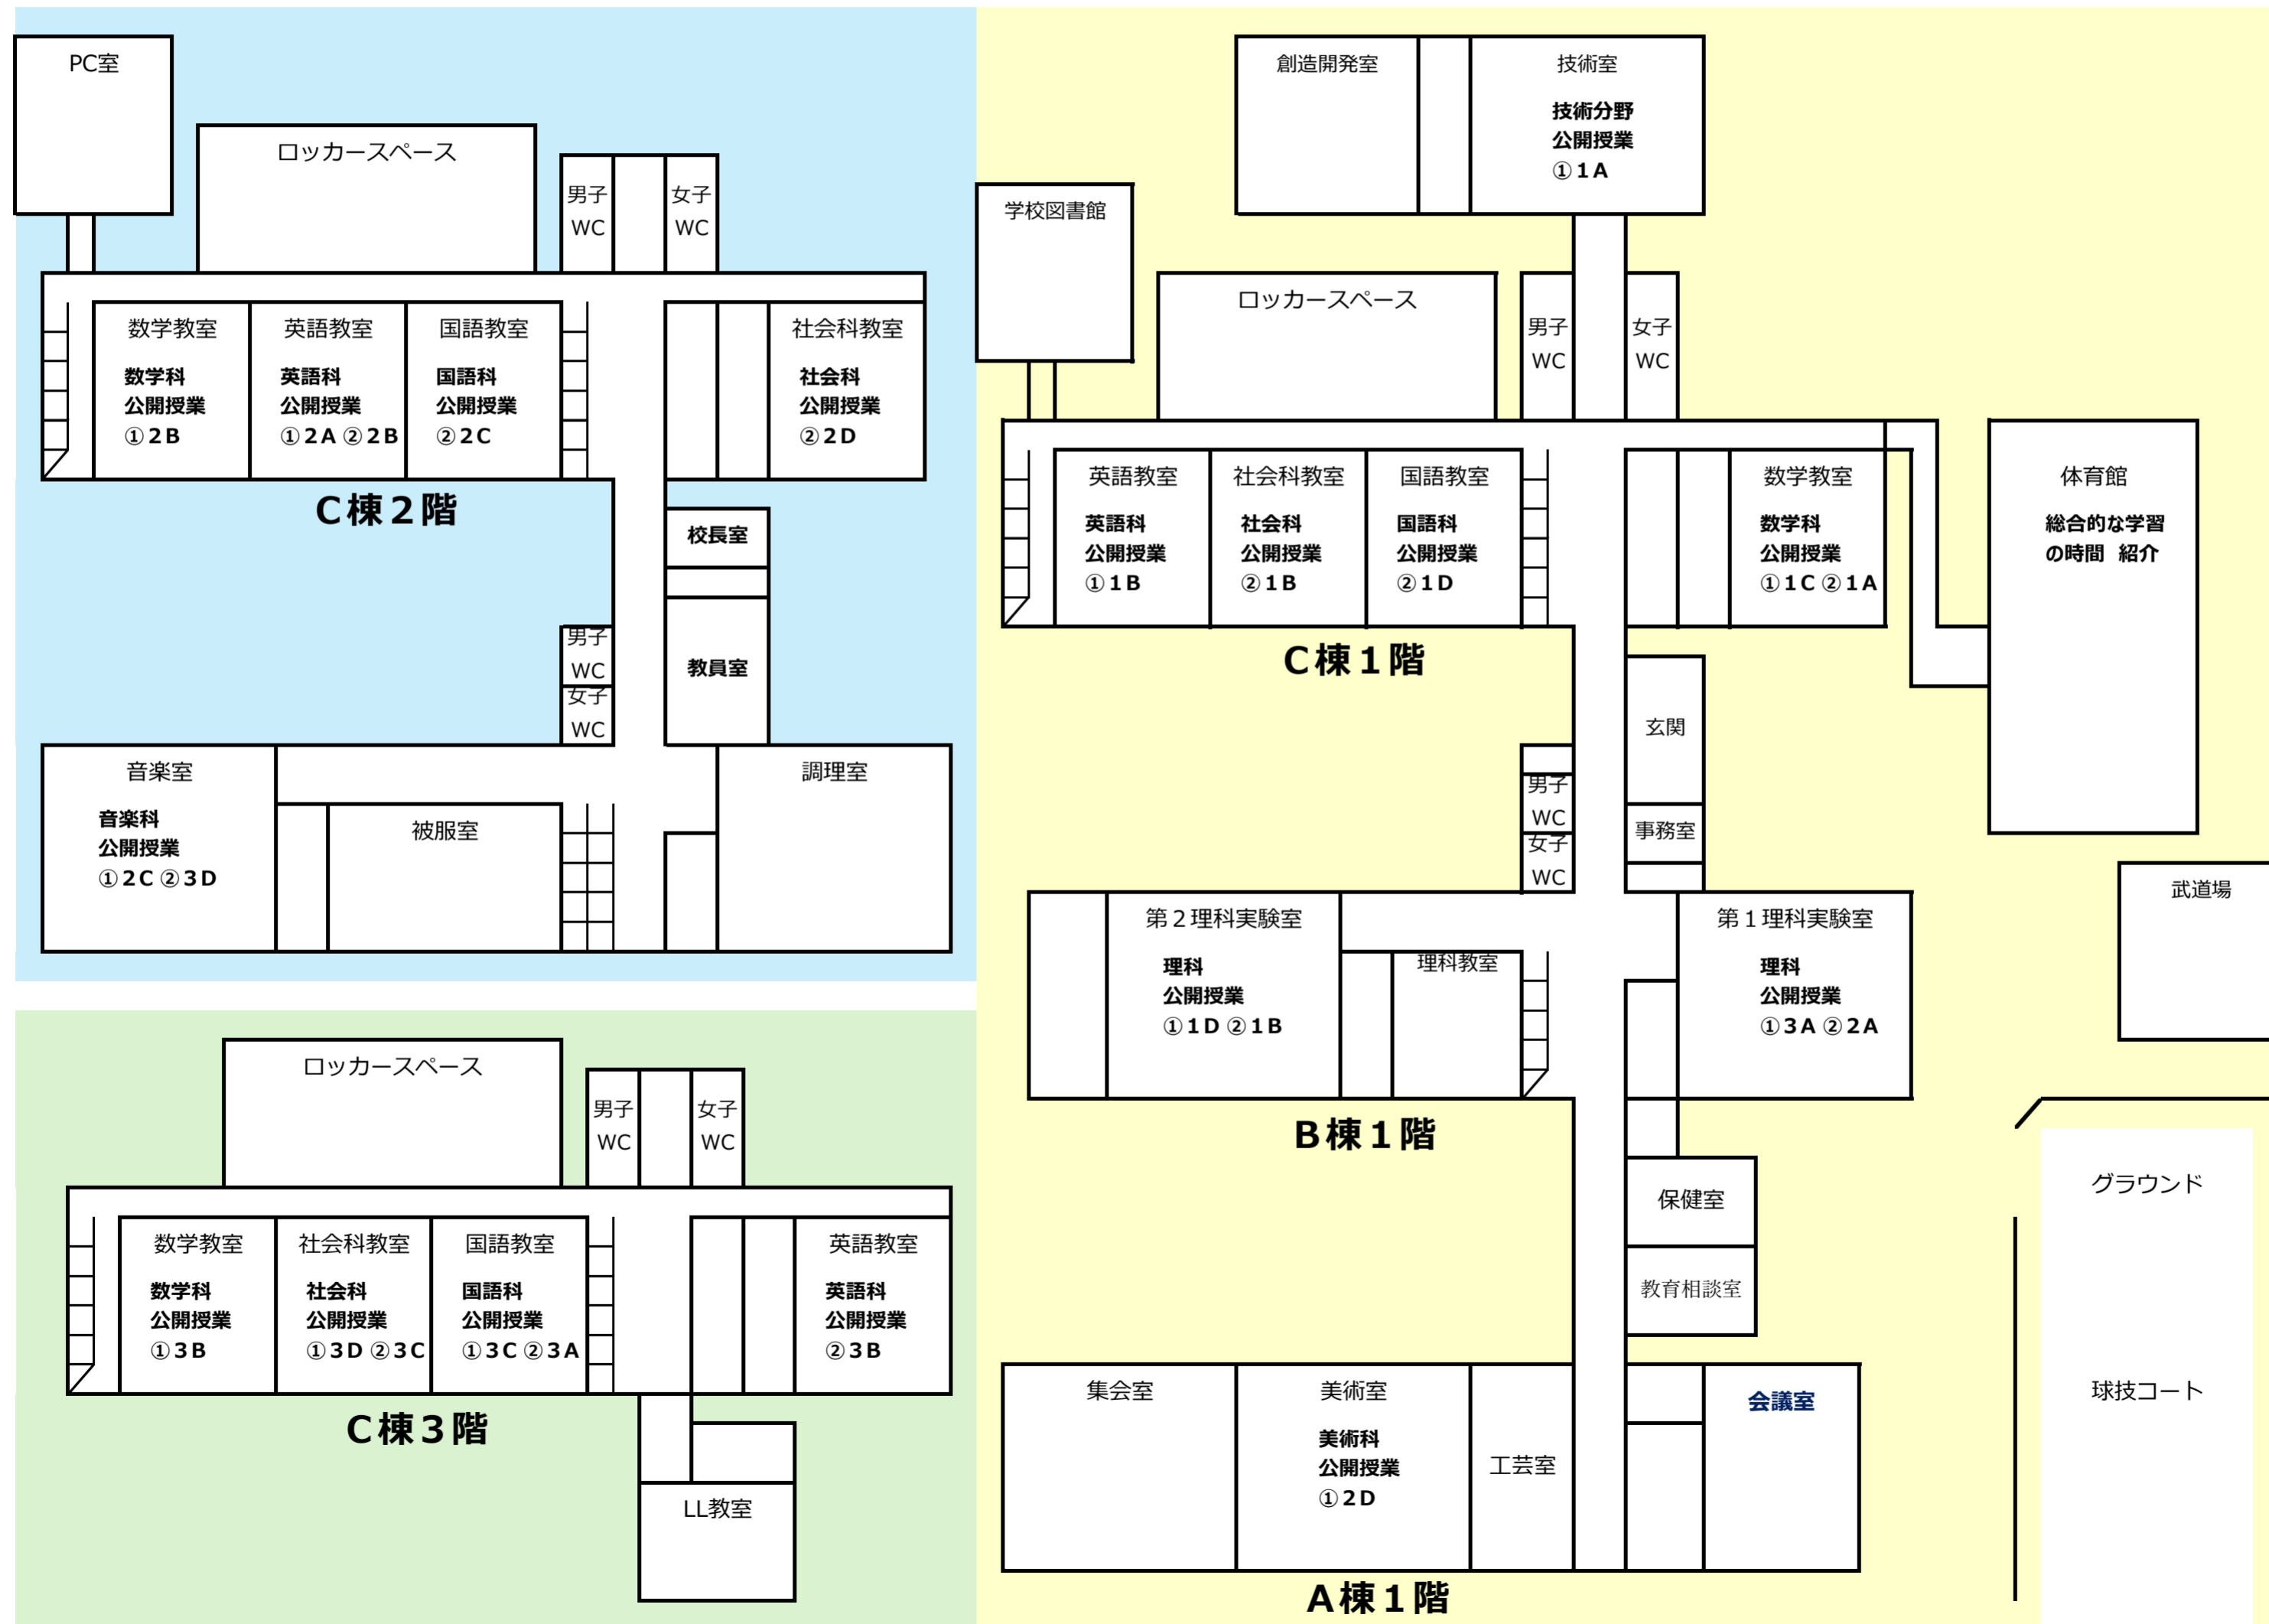 PC室
ロッカースペース
男子
WC
女子
WC
数学教室
数学科
公開授業
①2B
英語教室
英語科
公開授業
①2A ②2B
国語教室
国語科
公開授業
②2C
社会科教室
社会科
公開授業
②2D
C棟2階
校長室
教員室
男子
WC
女子
WC
音楽室
音楽科
公開授業
①2C ②3D
被服室
調理室
ロッカースペース
男子
WC
女子
WC
数学教室
数学科
公開授業
①3B
社会科教室
社会科
公開授業
①3D ②3C
国語教室
国語科
公開授業
①3C ②3A
英語教室
英語科
公開授業
②3B
C棟3階
LL教室
創造開発室
技術室
技術分野
公開授業
①1A
学校図書館
ロッカースペース
男子
WC
女子
WC
英語教室
英語科
公開授業
①1B
社会科教室
社会科
公開授業
②1B
国語教室
国語科
公開授業
②1D
数学教室
数学科
公開授業
①1C ②1A
体育館
総合的な学習
の時間 紹介
C棟1階
玄関
事務室
男子
WC
女子
WC
武道場
第2理科実験室
理科
公開授業
①1D ②1B
理科教室
第1理科実験室
理科
公開授業
①3A ②2A
B棟1階
保健室
教育相談室
グラウンド
球技コート
集会室
美術室
美術科
公開授業
①2D
工芸室
会議室
A棟1階